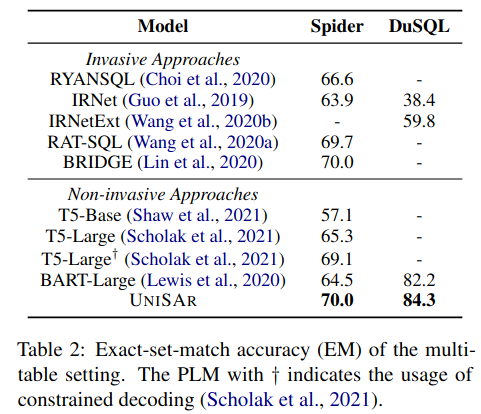 Model Spider DuSQL
Invasive Approaches
RYANSQL (Choi et al., 2020) 66.6 -
IRNet (Guo et al., 2019) 63.9 38.4
IRNetExt (Wang et al., 2020b) - 59.8
RAT-SQL (Wang et al., 2020a) 69.7 -
BRIDGE (Lin et al., 2020) 70.0 -
Non-invasive Approaches
T5-Base (Shaw et al., 2021) 57.1 -
T5-Large (Scholak et al., 2021) 65.3 -
T5-Large† (Scholak et al., 2021) 69.1 -
BART-Large (Lewis et al., 2020) 64.5 82.2
UNISAR 70.0 84.3
Table 2: Exact-set-match accuracy (EM) of the multi-
table setting. The PLM with † indicates the usage of
constrained decoding (Scholak et al., 2021).